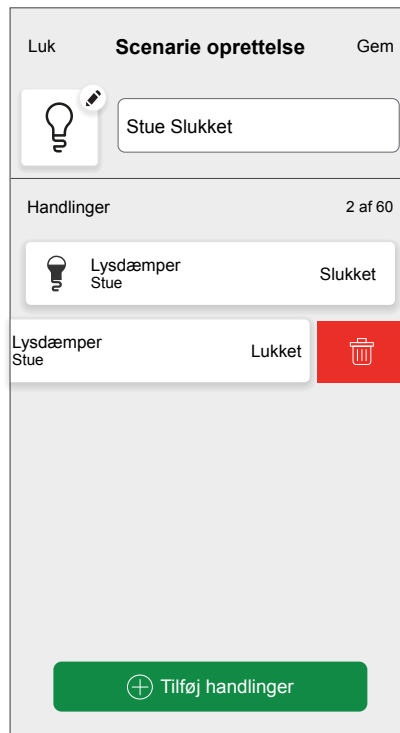 Luk Scenarie oprettelse Gem
Stue Slukket
Handlinger 2 af 60
Lysdæmper
Stue
Slukket
Lysdæmper
Stue
Lukket
Tilføj handlinger